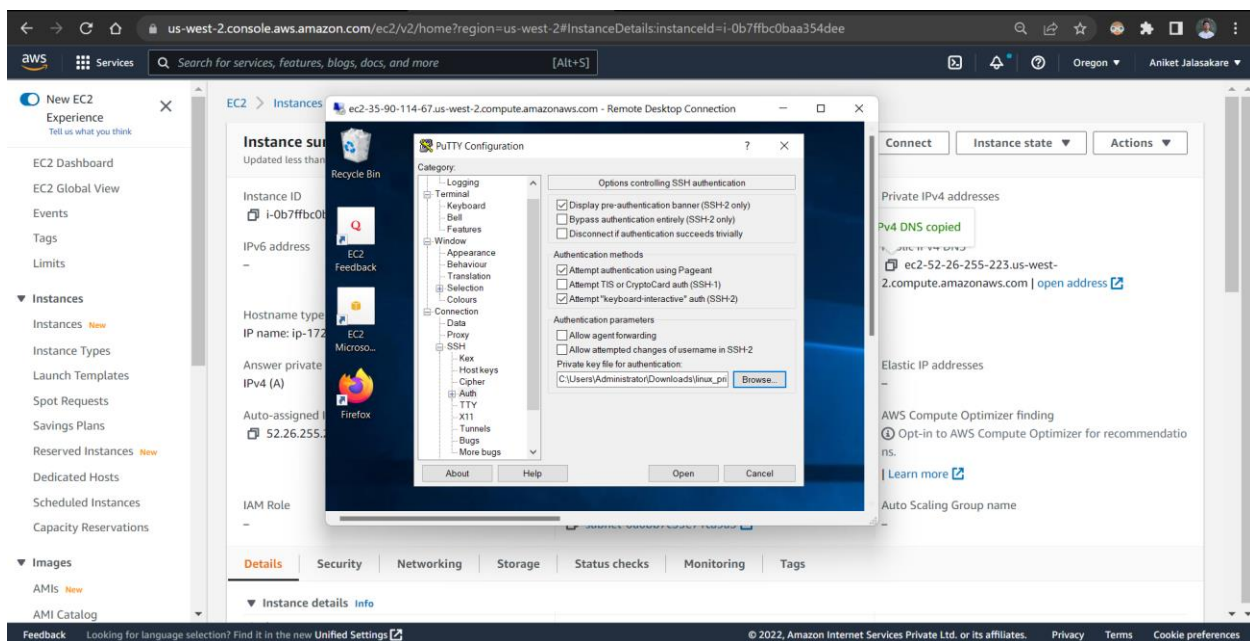 us-west-2.console.aws.amazon.com/ec2/v2/home?region=us-west-2#InstanceDetails:instanceId=i-0b7ffbc0baa354dee
aws
Services
Search for services, features, blogs, docs, and more
[Alt+S]
Oregon ▼
Aniket Jalasakare ▼
New EC2
Experience
Tell us what you think
EC2 Dashboard
EC2 Global View
Events
Tags
Limits
▼ Instances
Instances New
Instance Types
Launch Templates
Spot Requests
Savings Plans
Reserved Instances New
Dedicated Hosts
Scheduled Instances
Capacity Reservations
▼ Images
AMIs New
AMI Catalog
EC2 > Instances
Instance su
Updated less than
Instance ID
i-0b7ffbc0
IPv6 address
–
Hostname type
IP name: ip-172
Answer private
IPv4 (A)
Auto-assigned
52.26.255.
IAM Role
–
ec2-35-90-114-67.us-west-2.compute.amazonaws.com - Remote Desktop Connection
Recycle Bin
EC2
Feedback
EC2
Microso...
Firefox
PuTTY Configuration
Category:
Logging
Terminal
Keyboard
Bell
Features
Window
Appearance
Behaviour
Translation
Selection
Colours
Connection
Data
Proxy
SSH
Kex
Host keys
Cipher
Auth
TTY
X11
Tunnels
Bugs
More bugs
Options controlling SSH authentication
Display pre-authentication banner (SSH-2 only)
Bypass authentication entirely (SSH-2 only)
Disconnect if authentication succeeds trivially
Authentication methods
Attempt authentication using Pageant
Attempt TIS or CryptoCard auth (SSH-1)
Attempt "keyboard-interactive" auth (SSH-2)
Authentication parameters
Allow agent forwarding
Allow attempted changes of username in SSH-2
Private key file for authentication:
C:\Users\Administrator\Downloads\linux_pri
Browse...
About
Help
Open
Cancel
Connect
Instance state ▼
Actions ▼
Private IPv4 addresses
Pv4 DNS copied
ec2-52-26-255-223.us-west-
2.compute.amazonaws.com | open address
Elastic IP addresses
–
AWS Compute Optimizer finding
Opt-in to AWS Compute Optimizer for recommendatio
ns.
| Learn more
Auto Scaling Group name
–
Details
Security
Networking
Storage
Status checks
Monitoring
Tags
▼ Instance details Info
Feedback
Looking for language selection? Find it in the new Unified Settings
© 2022, Amazon Internet Services Private Ltd. or its affiliates.
Privacy
Terms
Cookie preferences